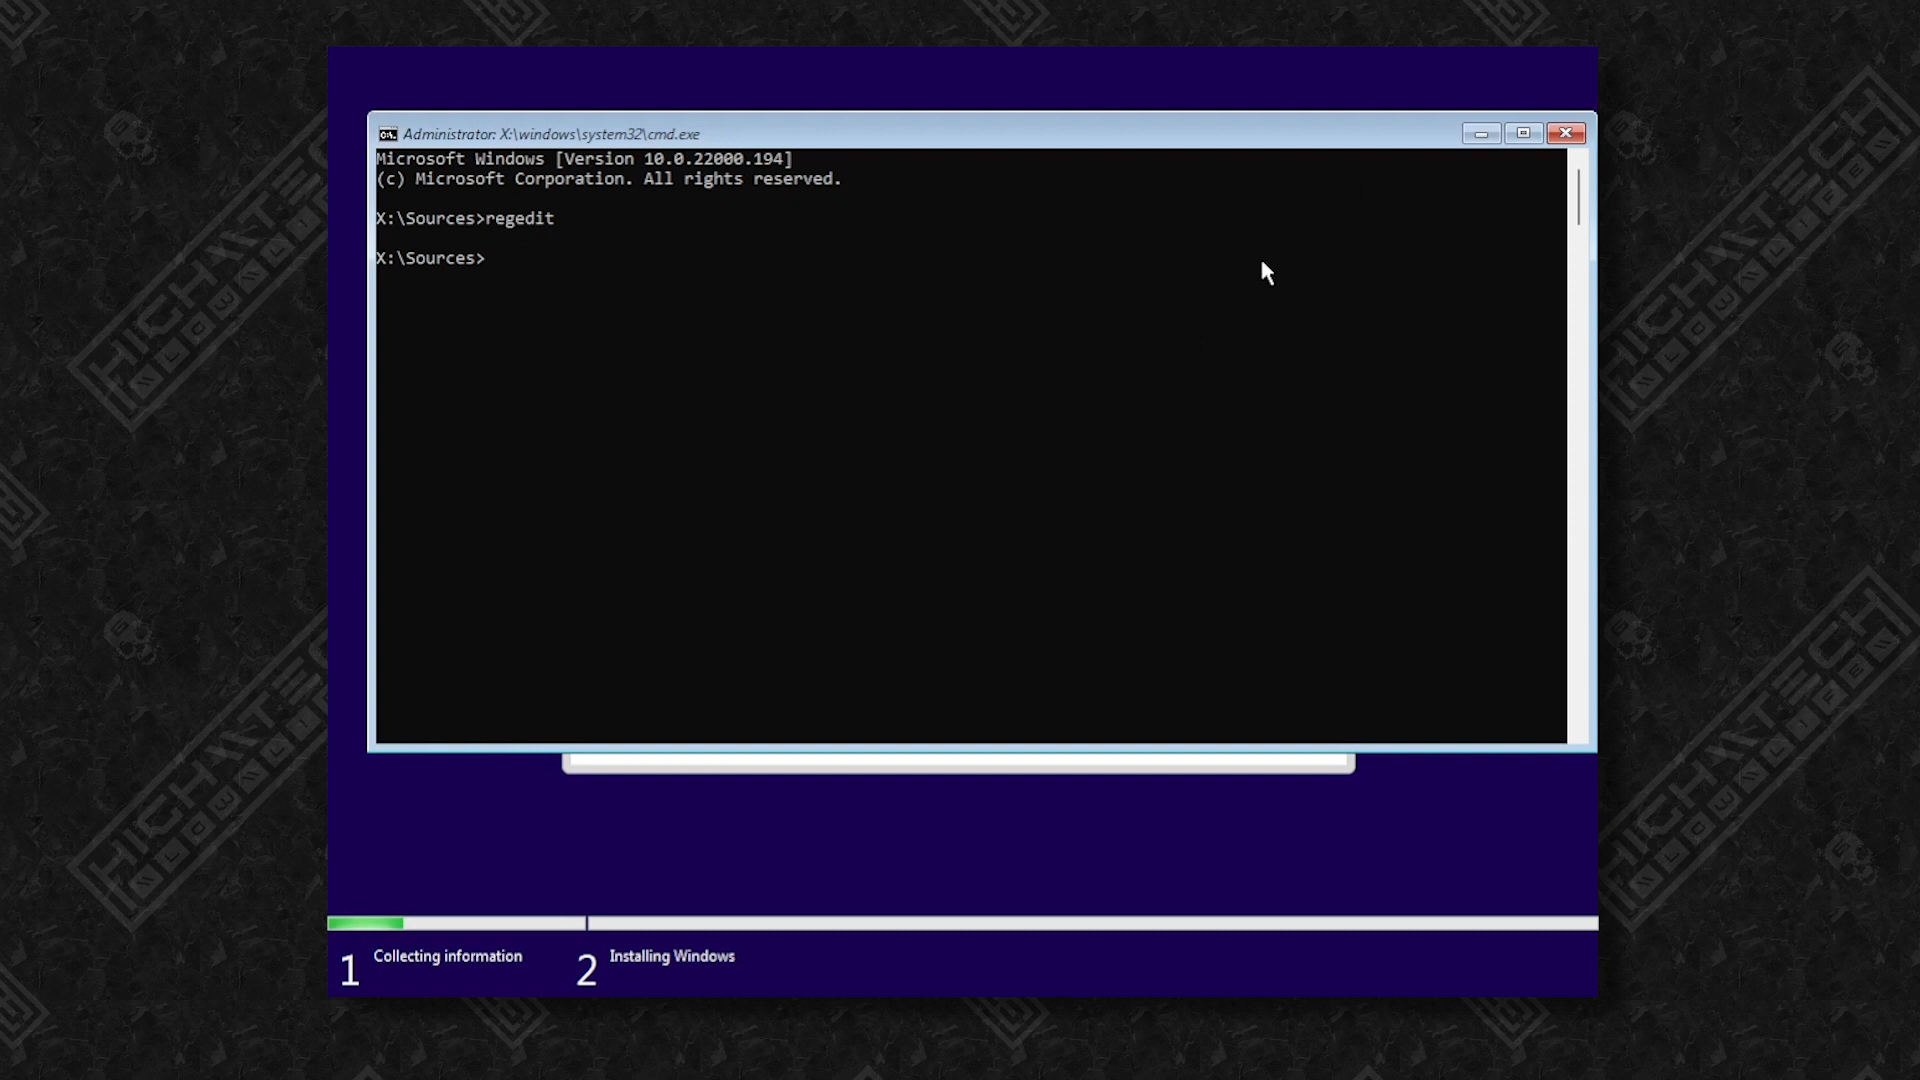 Administrator: X:\windows\system32\cmd.exe
Microsoft Windows [Version 10.0.22000.194]
(c) Microsoft Corporation. All rights reserved.
X:\Sources>regedit
X:\Sources>
1 Collecting information
2 Installing Windows